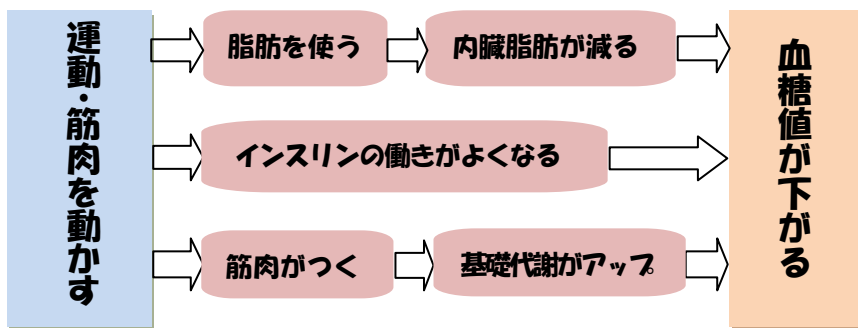 運動・筋肉を動かす
脂肪を使う
内臓脂肪が減る
インスリンの働きがよくなる
筋肉がつく
基礎代謝がアップ
血糖値が下がる